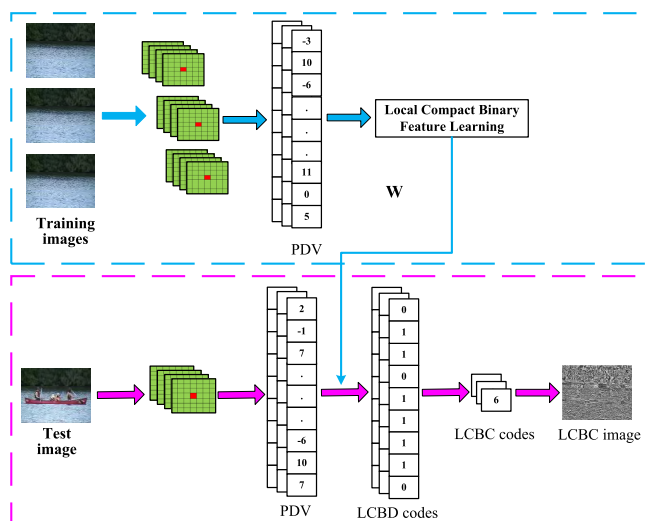 -3
10
-6
.
.
.
11
0
5
Local Compact Binary
Feature Learning
W
Training
images
PDV
2
-1
7
.
.
.
-6
10
7
0
1
1
0
1
1
1
1
0
6
Test
image
LCBC codes
LCBC image
PDV
LCBD codes